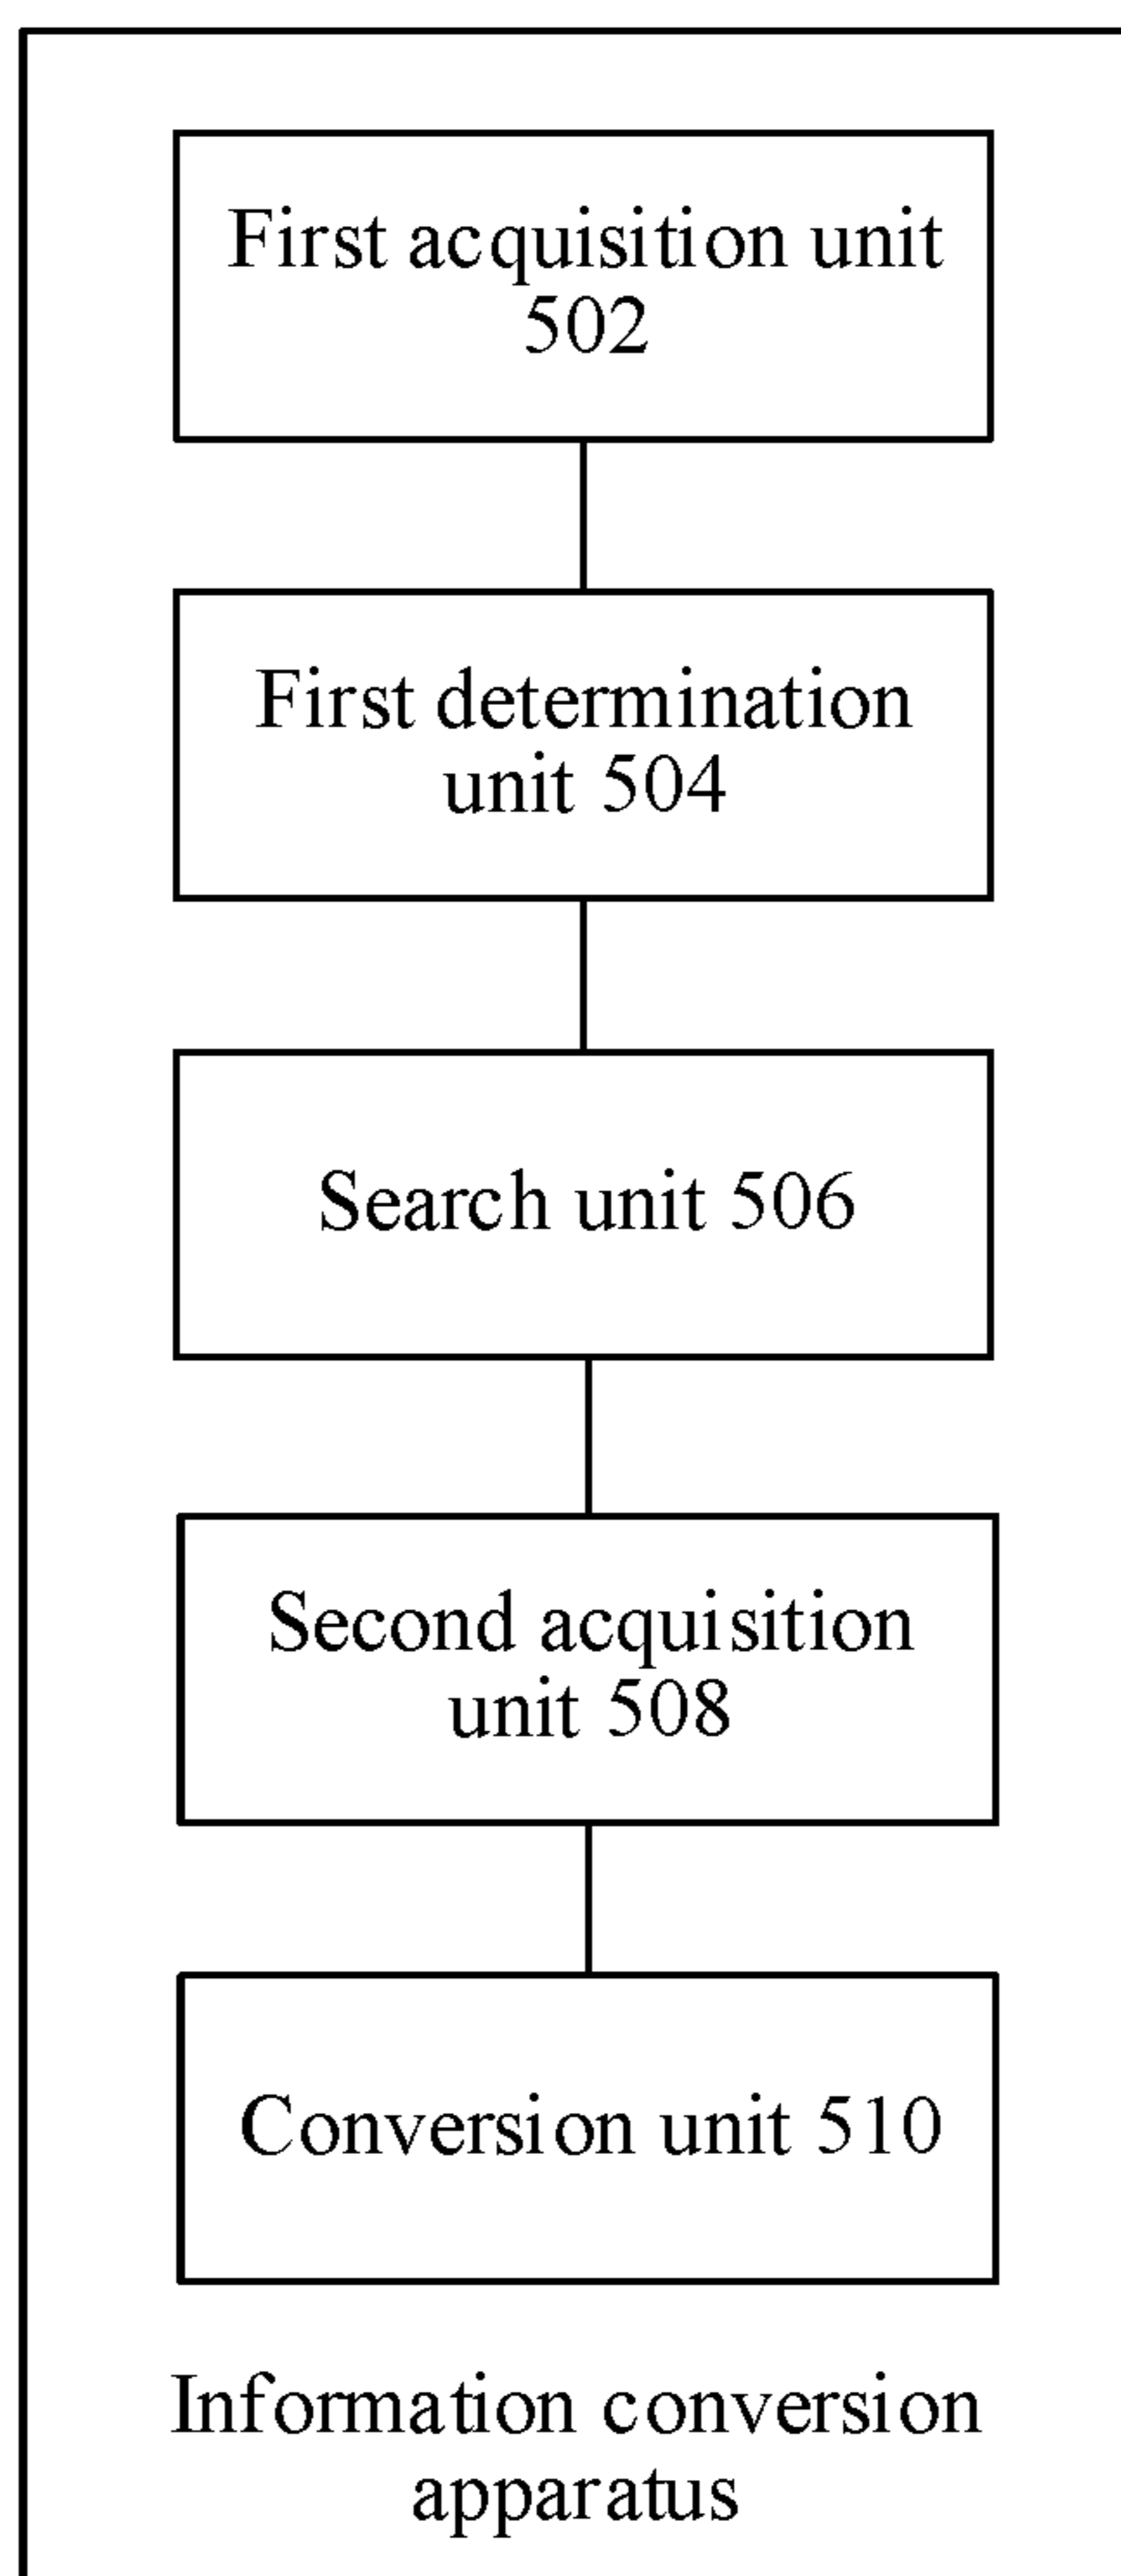 First acquisition unit
502
First determination
unit 504
Search unit 506
Second acquisition
unit 508
Conversion unit 510
Information conversion
apparatus